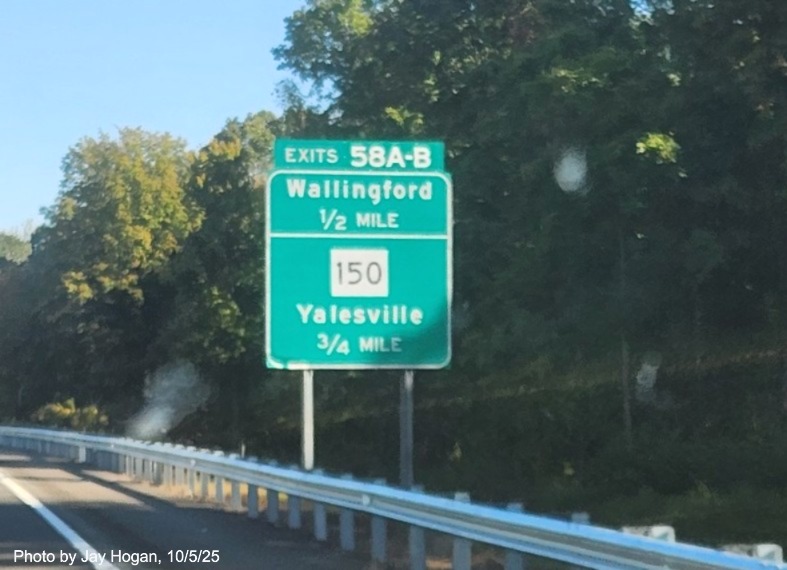 EXITS 58A-B
Wallingford
1/2 MILE
150
Yalesville
3/4 MILE
Photo by Jay Hogan, 10/5/25